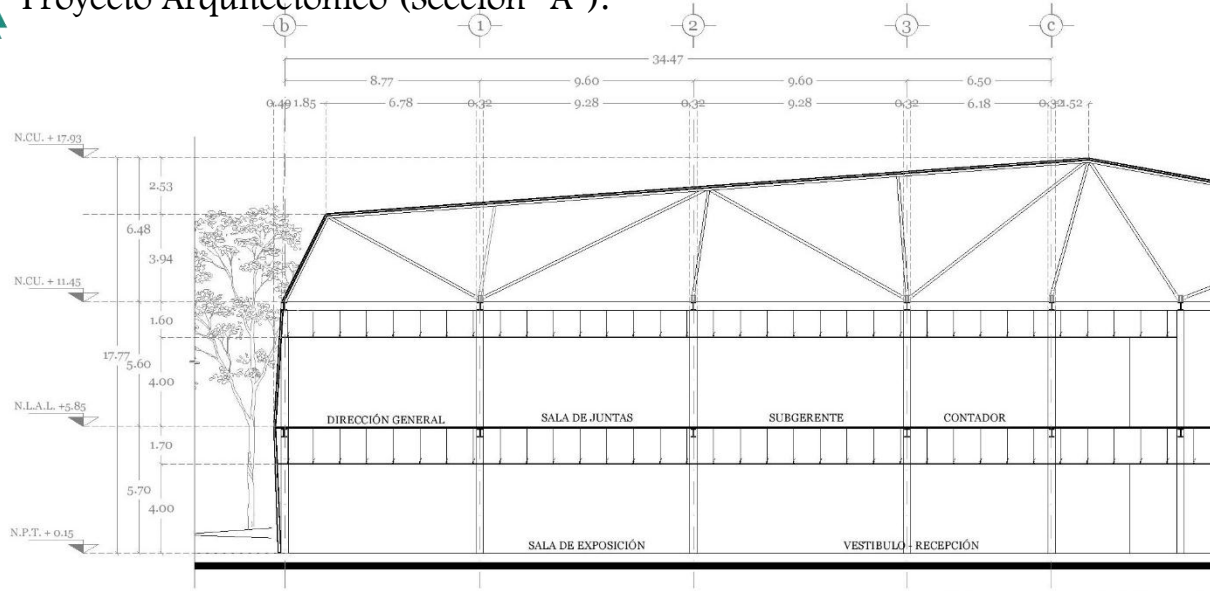 Proyecto Arquitectónico (Sección "A"):
b 1 2 3 c
34.47
8.77 9.60 9.60 6.50
0.40 1.85 6.78 0.32 9.28 0.32 9.28 0.32 6.18 0.32 1.52
N.CU. + 17.93
2.53
6.48
3.94
N.CU. + 11.45
1.60
17.77
5.60
4.00
N.L.A.L. +5.85
DIRECCIÓN GENERAL SALA DE JUNTAS SUBGERENTE CONTADOR
1.70
5.70
4.00
N.P.T. + 0.15
SALA DE EXPOSICIÓN VESTIBULO - RECEPCIÓN